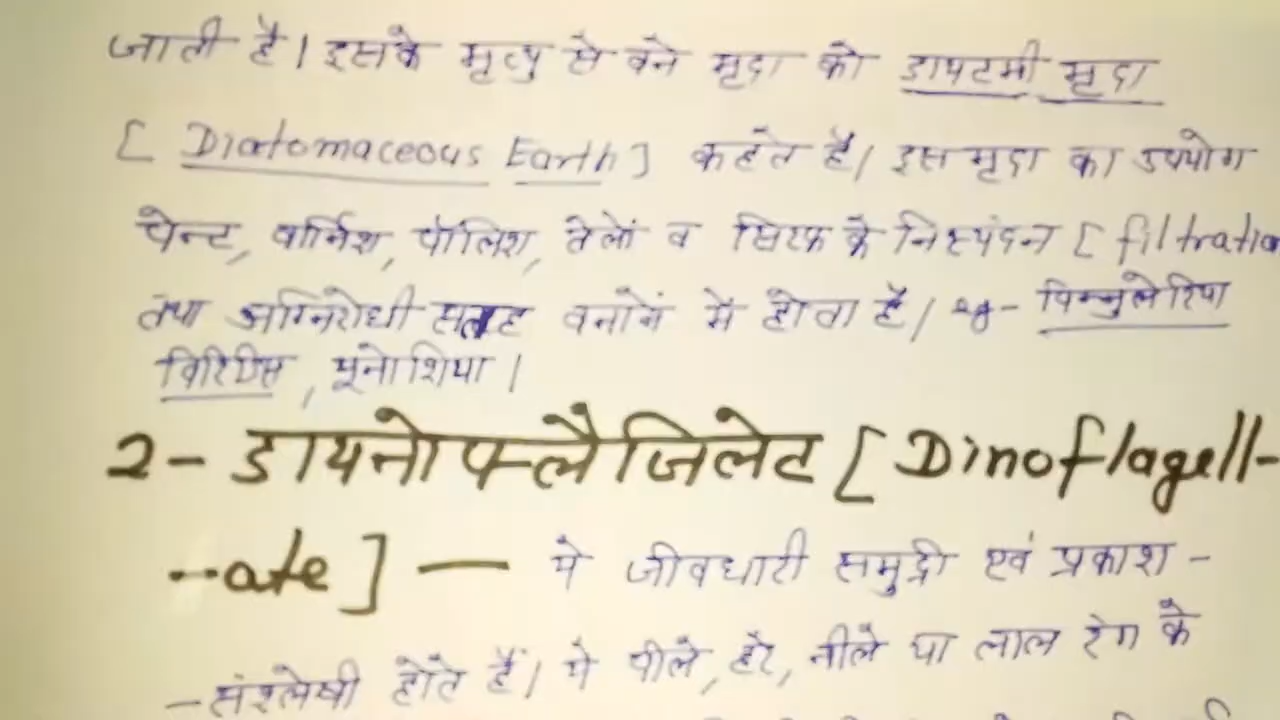 जाती है। इसके मृत्यु से बने मृदा को डायटमी मृदा
[ Diatomaceous Earth ] कहते है। इस मृदा का उपयोग
पेन्ट, वार्निश, पॉलिश, तेलों व सिरफ के निस्पंदन [ filtratio
तथा अग्निरोधी सतह बनानें में होता है। eg - पिन्नुलेरिया
विरिडिस, मूनोशिया।
2 - डायनोफ्लैजिलेट [ Dinoflagell-
--ate ] — ये जीवधारी समुद्री एवं प्रकाश -
- संश्लेषी होते हैं। ये पीले, हरे, नीले या लाल रंग के